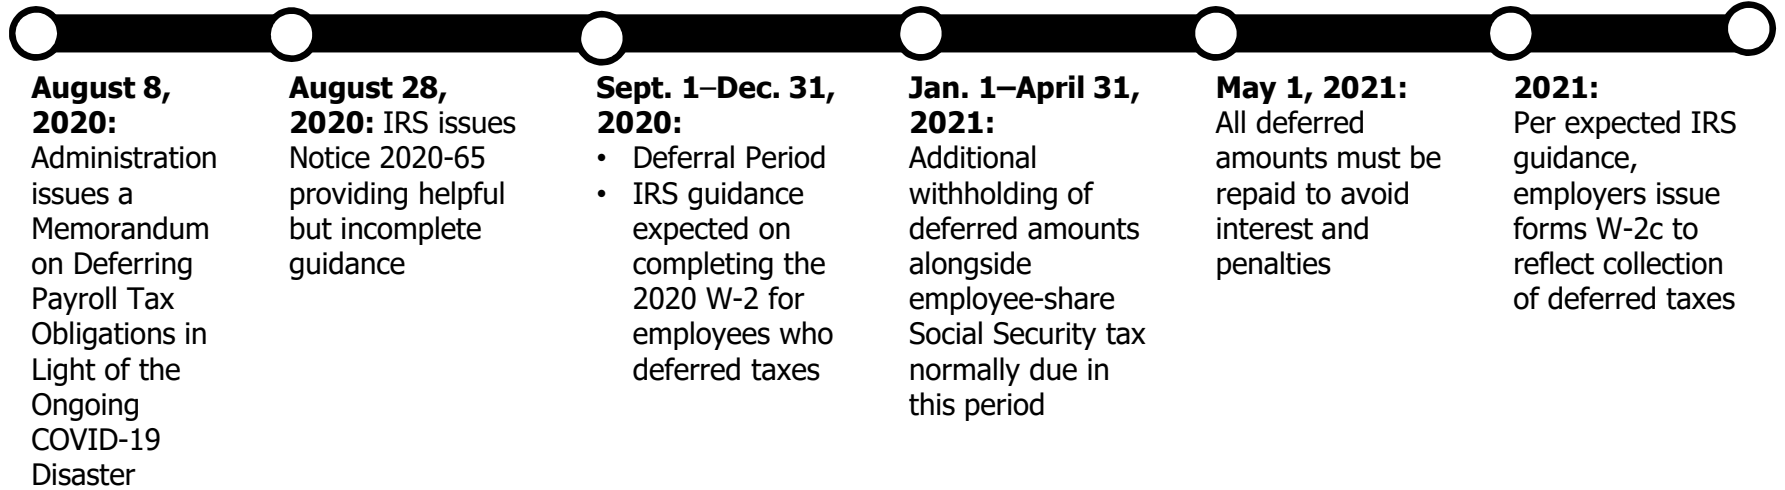 August 8,
2020:
Administration
issues a
Memorandum
on Deferring
Payroll Tax
Obligations in
Light of the
Ongoing
COVID-19
Disaster
August 28,
2020: IRS issues
Notice 2020-65
providing helpful
but incomplete
guidance
Sept. 1–Dec. 31,
2020:
• Deferral Period
• IRS guidance
expected on
completing the
2020 W-2 for
employees who
deferred taxes
Jan. 1–April 31,
2021:
Additional
withholding of
deferred amounts
alongside
employee-share
Social Security tax
normally due in
this period
May 1, 2021:
All deferred
amounts must be
repaid to avoid
interest and
penalties
2021:
Per expected IRS
guidance,
employers issue
forms W-2c to
reflect collection
of deferred taxes